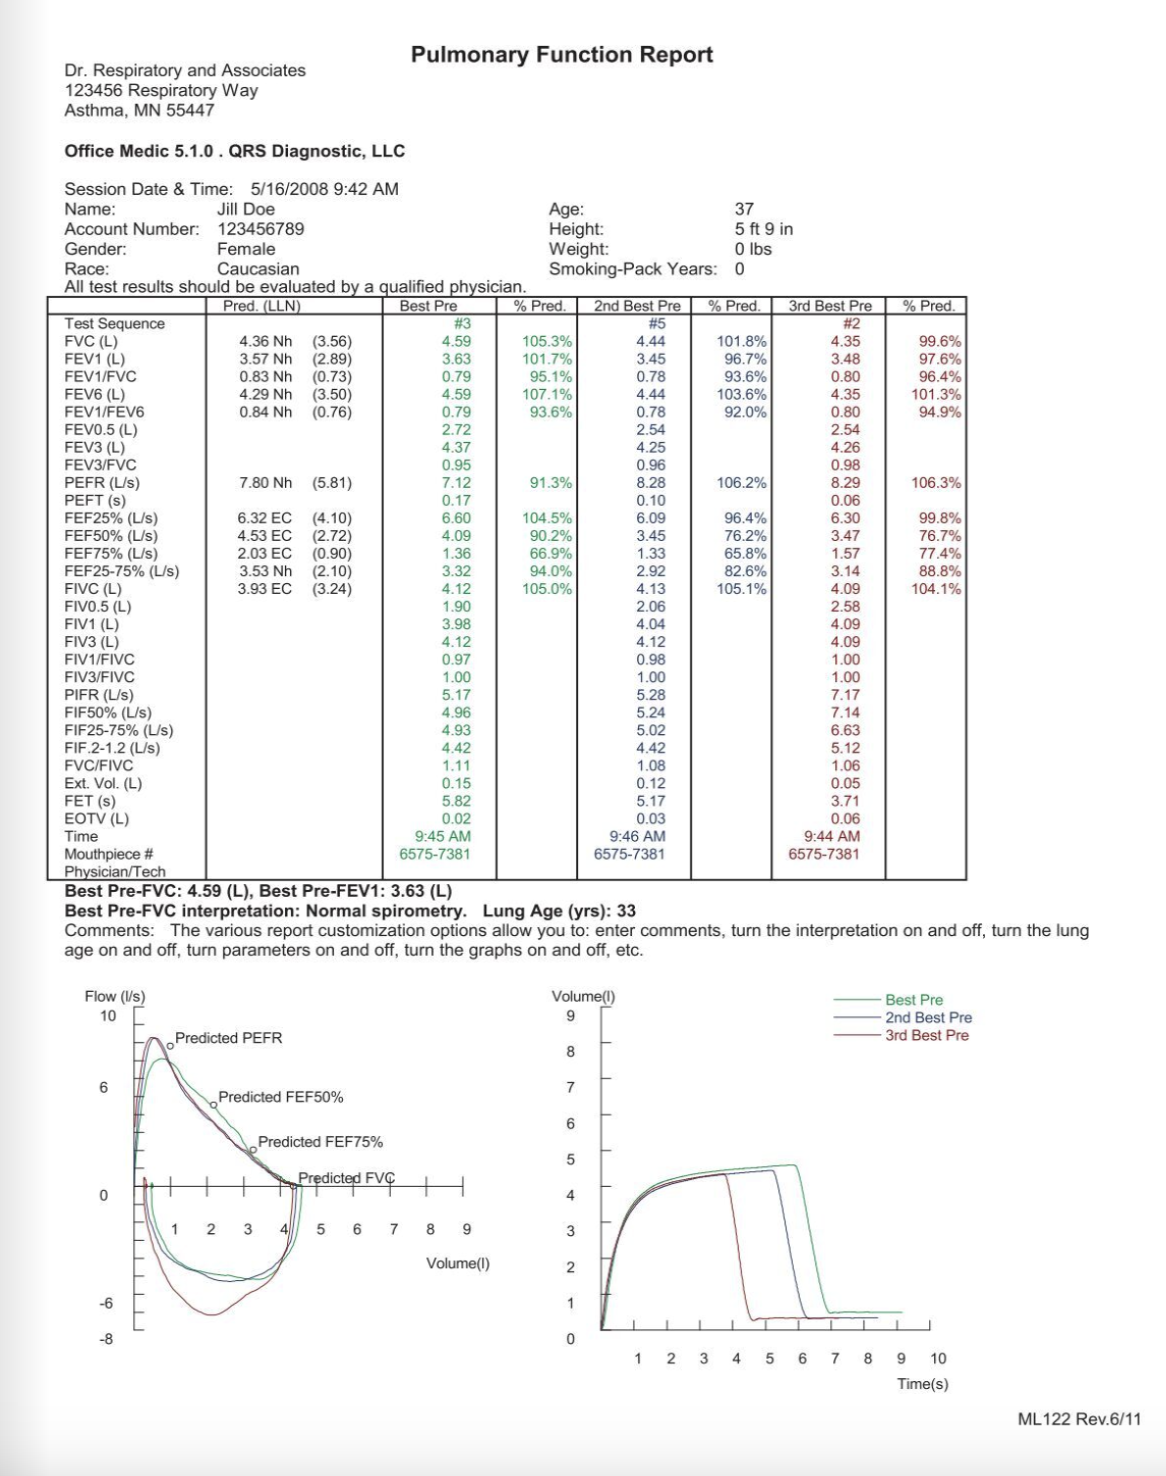 Pulmonary Function Report
Dr. Respiratory and Associates
123456 Respiratory Way
Asthma, MN 55447
Office Medic 5.1.0 . QRS Diagnostic, LLC
Session Date & Time: 5/16/2008 9:42 AM
Name: Jill Doe Age: 37
Account Number: 123456789 Height: 5 ft 9 in
Gender: Female Weight: 0 lbs
Race: Caucasian Smoking-Pack Years: 0
All test results should be evaluated by a qualified physician.
Pred. (LLN) Best Pre % Pred. 2nd Best Pre % Pred. 3rd Best Pre % Pred.
Test Sequence #3 #5 #2
FVC (L) 4.36 Nh (3.56) 4.59 105.3% 4.44 101.8% 4.35 99.6%
FEV1 (L) 3.57 Nh (2.89) 3.63 101.7% 3.45 96.7% 3.48 97.6%
FEV1/FVC 0.83 Nh (0.73) 0.79 95.1% 0.78 93.6% 0.80 96.4%
FEV6 (L) 4.29 Nh (3.50) 4.59 107.1% 4.44 103.6% 4.35 101.3%
FEV1/FEV6 0.84 Nh (0.76) 0.79 93.6% 0.78 92.0% 0.80 94.9%
FEV0.5 (L) 2.72 2.54 2.54
FEV3 (L) 4.37 4.25 4.26
FEV3/FVC 0.95 0.96 0.98
PEFR (L/s) 7.80 Nh (5.81) 7.12 91.3% 8.28 106.2% 8.29 106.3%
PEFT (s) 0.17 0.10 0.06
FEF25% (L/s) 6.32 EC (4.10) 6.60 104.5% 6.09 96.4% 6.30 99.8%
FEF50% (L/s) 4.53 EC (2.72) 4.09 90.2% 3.45 76.2% 3.47 76.7%
FEF75% (L/s) 2.03 EC (0.90) 1.36 66.9% 1.33 65.8% 1.57 77.4%
FEF25-75% (L/s) 3.53 Nh (2.10) 3.32 94.0% 2.92 82.6% 3.14 88.8%
FIVC (L) 3.93 EC (3.24) 4.12 105.0% 4.13 105.1% 4.09 104.1%
FIV0.5 (L) 1.90 2.06 2.58
FIV1 (L) 3.98 4.04 4.09
FIV3 (L) 4.12 4.12 4.09
FIV1/FIVC 0.97 0.98 1.00
FIV3/FIVC 1.00 1.00 1.00
PIFR (L/s) 5.17 5.28 7.17
FIF50% (L/s) 4.96 5.24 7.14
FIF25-75% (L/s) 4.93 5.02 6.63
FIF.2-1.2 (L/s) 4.42 4.42 5.12
FVC/FIVC 1.11 1.08 1.06
Ext. Vol. (L) 0.15 0.12 0.05
FET (s) 5.82 5.17 3.71
EOTV (L) 0.02 0.03 0.06
Time 9:45 AM 9:46 AM 9:44 AM
Mouthpiece # 6575-7381 6575-7381 6575-7381
Physician/Tech
Best Pre-FVC: 4.59 (L), Best Pre-FEV1: 3.63 (L)
Best Pre-FVC interpretation: Normal spirometry. Lung Age (yrs): 33
Comments: The various report customization options allow you to: enter comments, turn the interpretation on and off, turn the lung
age on and off, turn parameters on and off, turn the graphs on and off, etc.
Flow (l/s)
10
6
0
-6
-8
Predicted PEFR
Predicted FEF50%
Predicted FEF75%
Predicted FVC
1 2 3 4 5 6 7 8 9
Volume(l)
Volume(l)
9
8
7
6
5
4
3
2
1
0
1 2 3 4 5 6 7 8 9 10
Time(s)
Best Pre
2nd Best Pre
3rd Best Pre
ML122 Rev.6/11